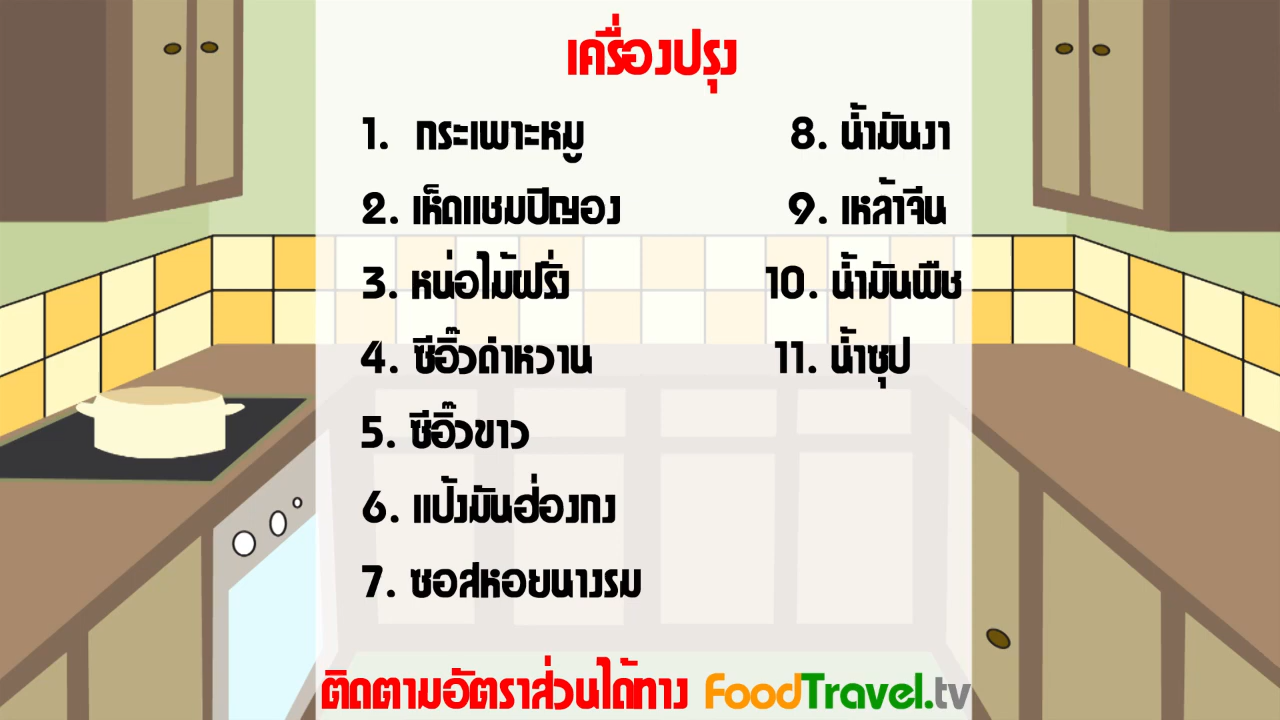 เครื่องปรุง
1. กระเพาะหมู
2. เห็ดแชมปิญอง
3. หน่อไม้ฝรั่ง
4. ซีอิ๊วดำหวาน
5. ซีอิ๊วขาว
6. แป้งมันฮ่องกง
7. ซอสหอยนางรม
8. น้ำมันงา
9. เหล้าจีน
10. น้ำมันพืช
11. น้ำซุป
ติดตามอัตราส่วนได้ทาง FoodTravel.tv